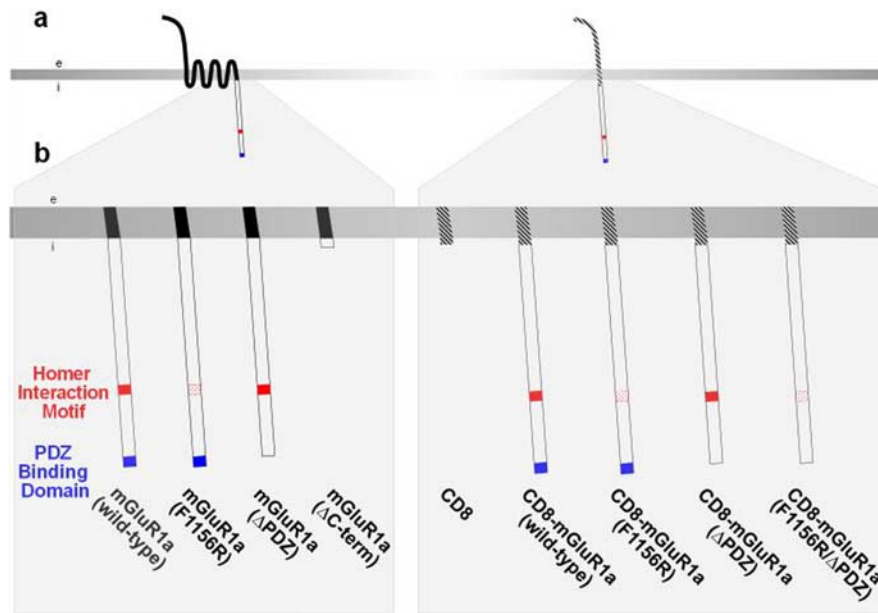 a
e
i
b
e
i
Homer
Interaction
Motif
PDZ
Binding
Domain
mGluR1a
(wild-type)
mGluR1a
(F1156R)
mGluR1a
(ΔPDZ)
mGluR1a
(ΔC-term)
CD8
CD8-mGluR1a
(wild-type)
CD8-mGluR1a
(F1156R)
CD8-mGluR1a
(ΔPDZ)
CD8-mGluR1a
(F1156R/ΔPDZ)